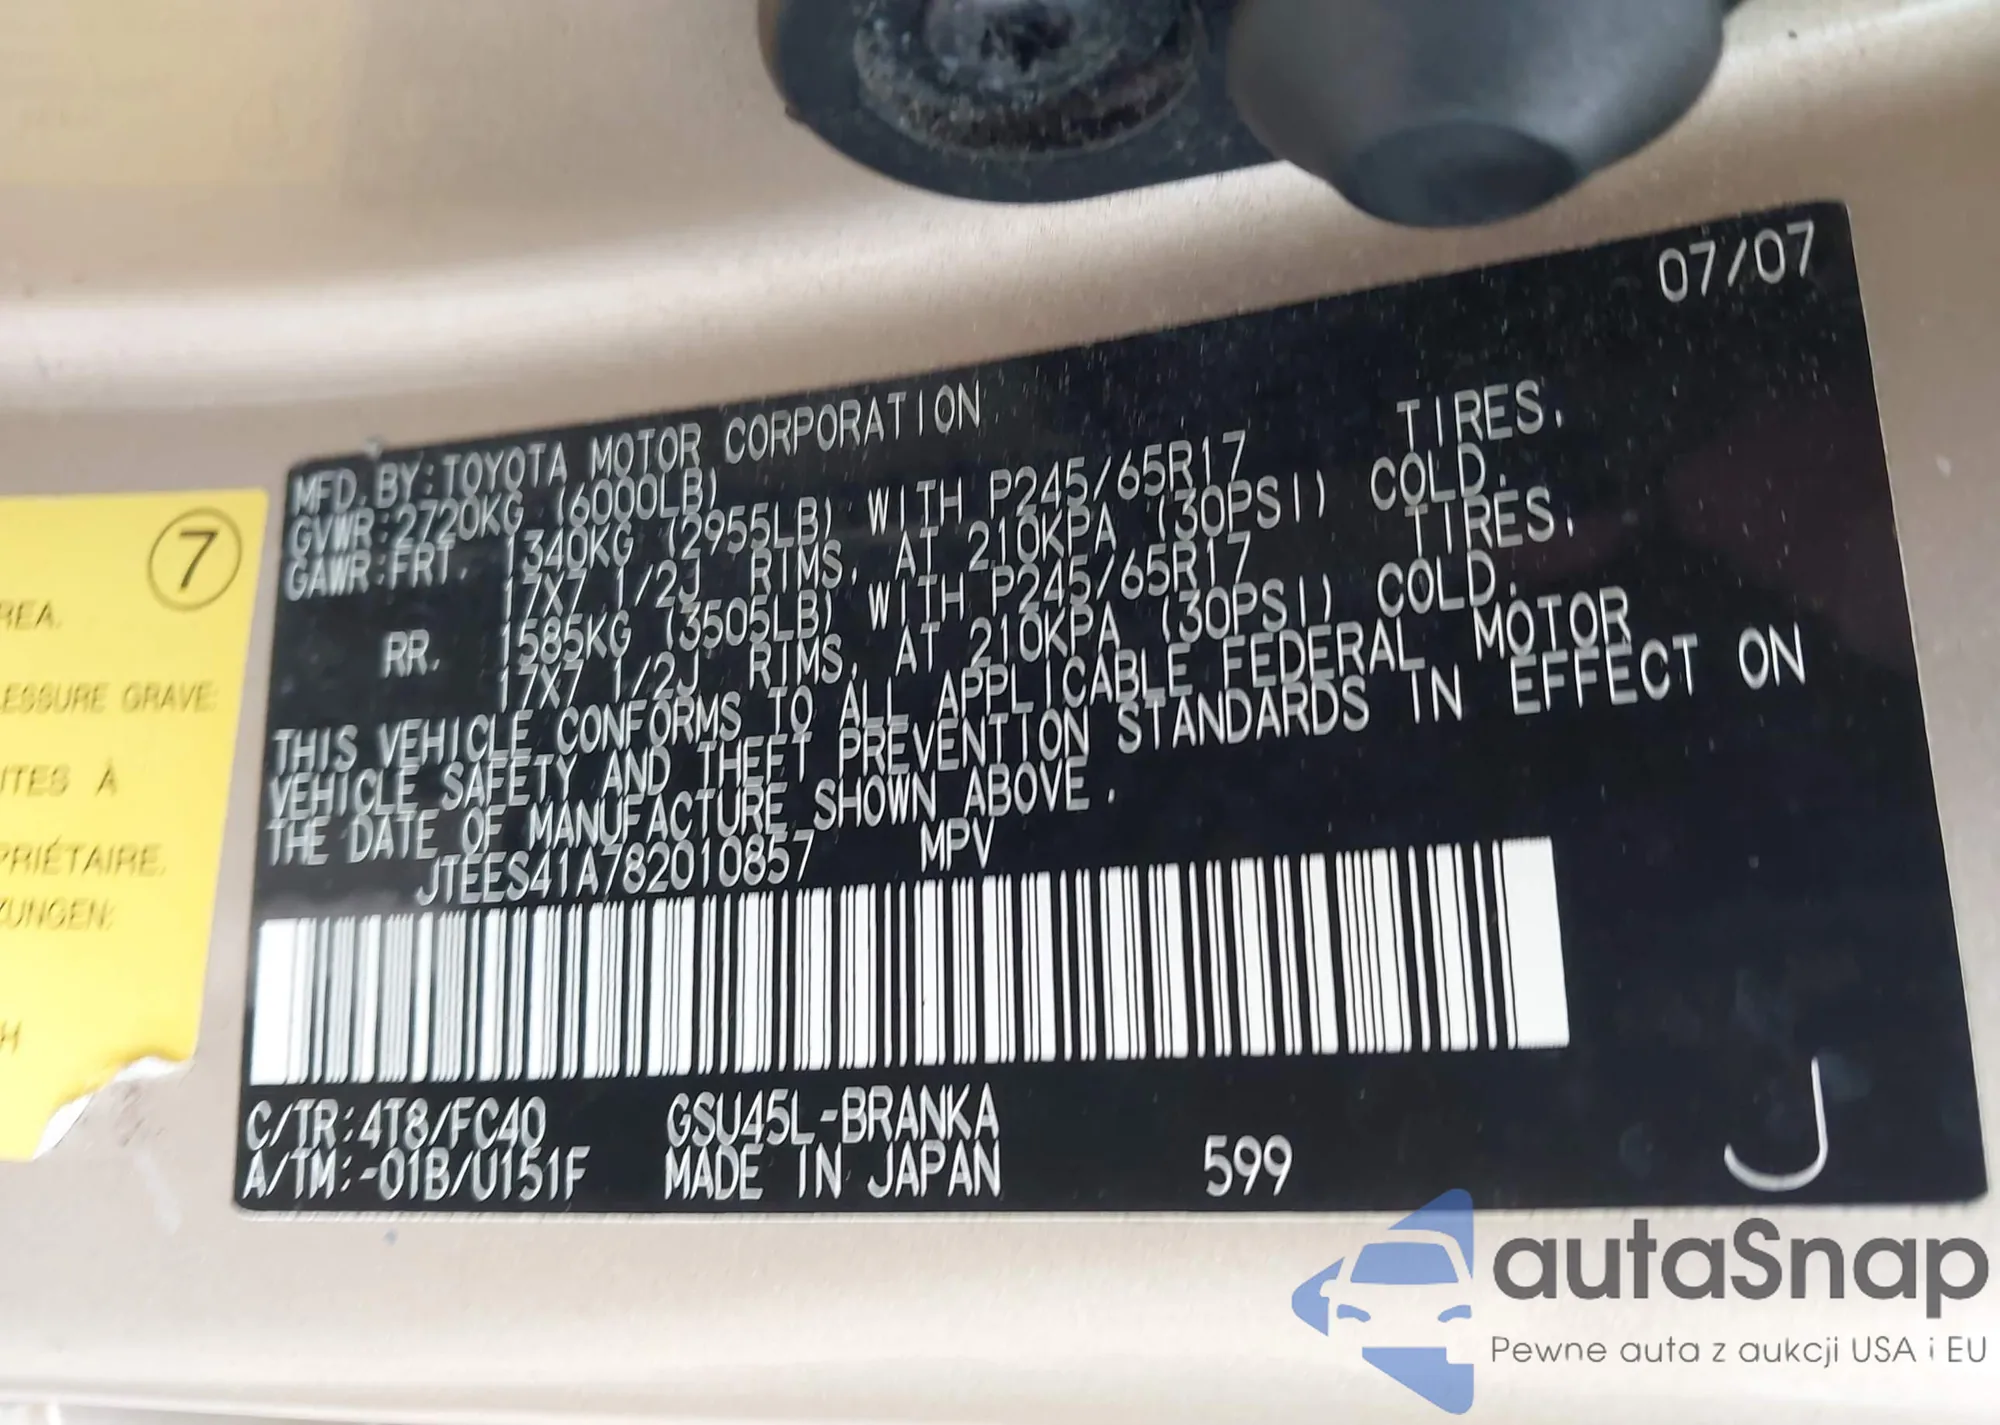 07/07
MFD. BY: TOYOTA MOTOR CORPORATION
GVWR: 2720KG (6000LB)
GAWR: FRT. 1340KG (2955LB) WITH P245/65R17 TIRES,
17X7 1/2J RIMS, AT 210KPA (30PSI) COLD.
RR. 1585KG (3505LB) WITH P245/65R17 TIRES,
17X7 1/2J RIMS, AT 210KPA (30PSI) COLD.
THIS VEHICLE CONFORMS TO ALL APPLICABLE FEDERAL MOTOR
VEHICLE SAFETY AND THEFT PREVENTION STANDARDS IN EFFECT ON
THE DATE OF MANUFACTURE SHOWN ABOVE.
JTEES41A782010857 MPV
C/TR: 4T8/FC40 GSU45L-BRANKA
A/TM: -01B/U151F MADE IN JAPAN 599
J
7
REA.
LESSURE GRAVE:
ITES À
PRIÉTAIRE.
ZUNGEN:
H
autaSnap
Pewne auta z aukcji USA i EU